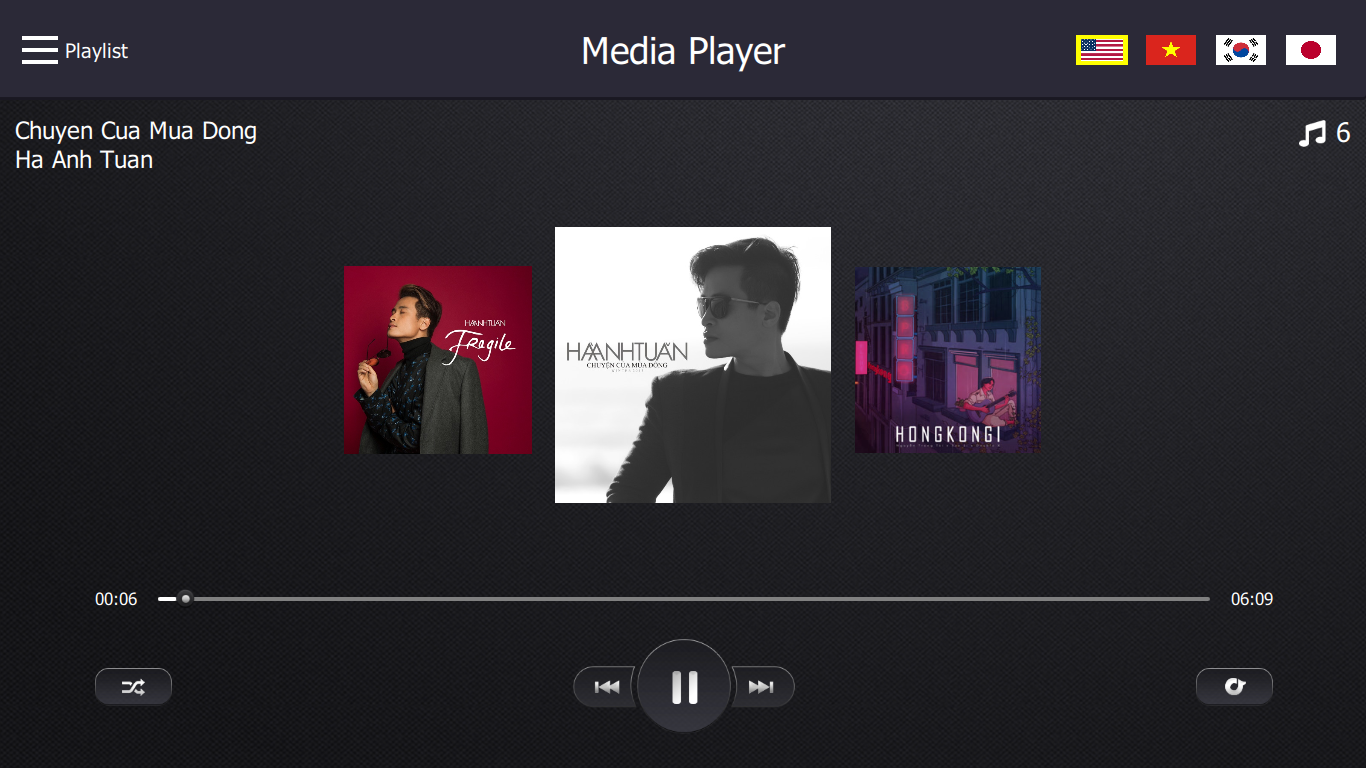 Playlist
Media Player
Chuyen Cua Mua Dong
Ha Anh Tuan
6
HAANHTUAN
Fragile
HÀANHTUẤN
CHUYỆN CỦA MÙA ĐÔNG
HONGKONG1
00:06
06:09